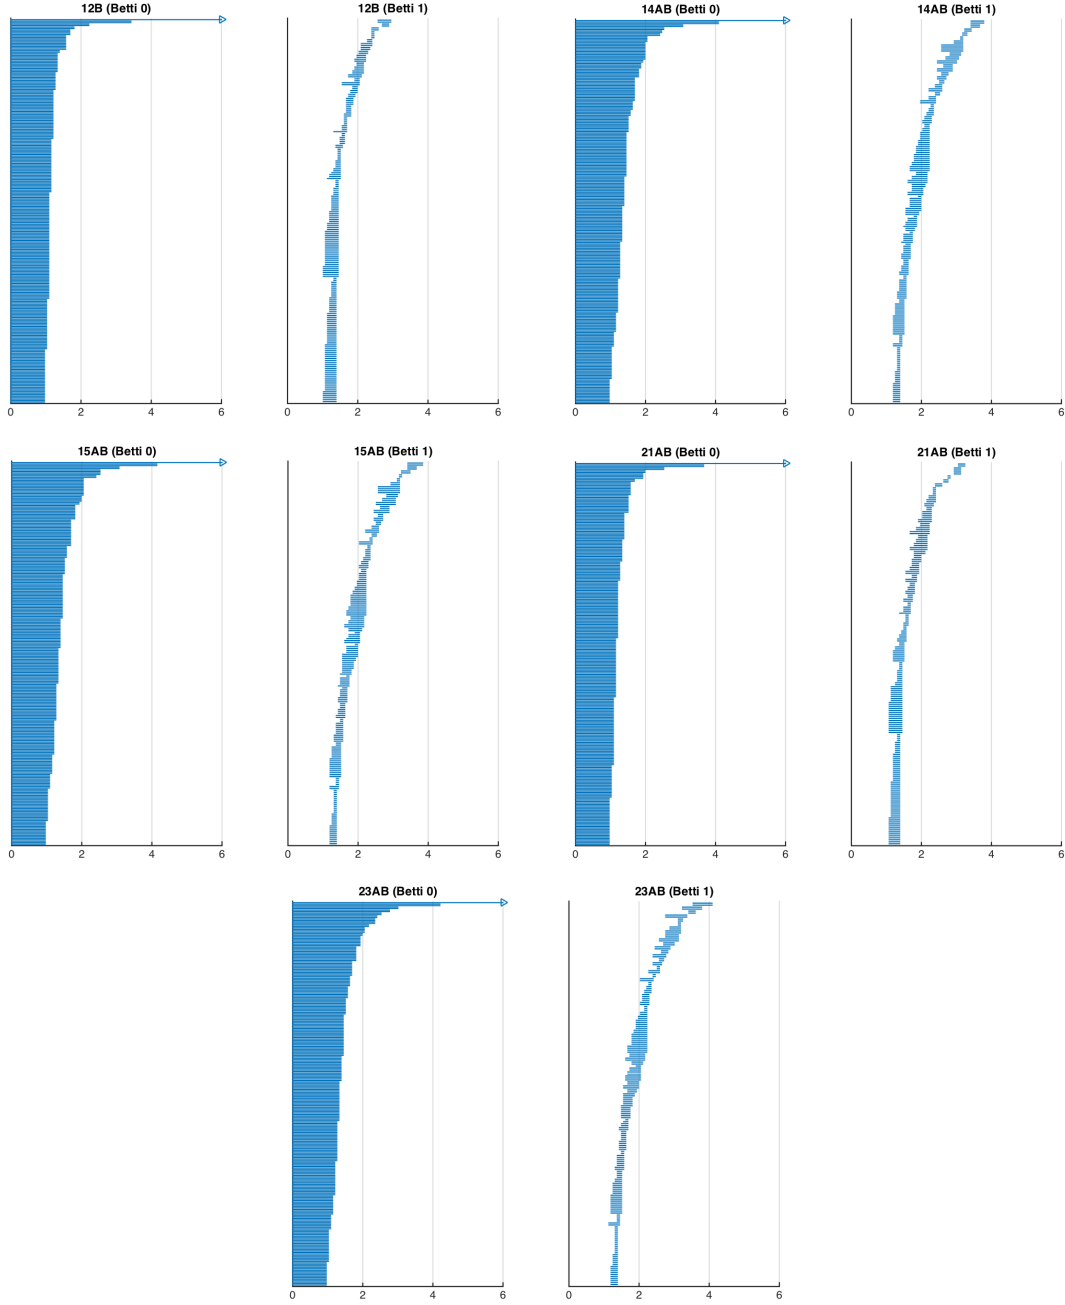 12B (Betti 0)
12B (Betti 1)
14AB (Betti 0)
14AB (Betti 1)
0 2 4 6
0 2 4 6
0 2 4 6
0 2 4 6
15AB (Betti 0)
15AB (Betti 1)
21AB (Betti 0)
21AB (Betti 1)
0 2 4 6
0 2 4 6
0 2 4 6
0 2 4 6
23AB (Betti 0)
23AB (Betti 1)
0 2 4 6
0 2 4 6